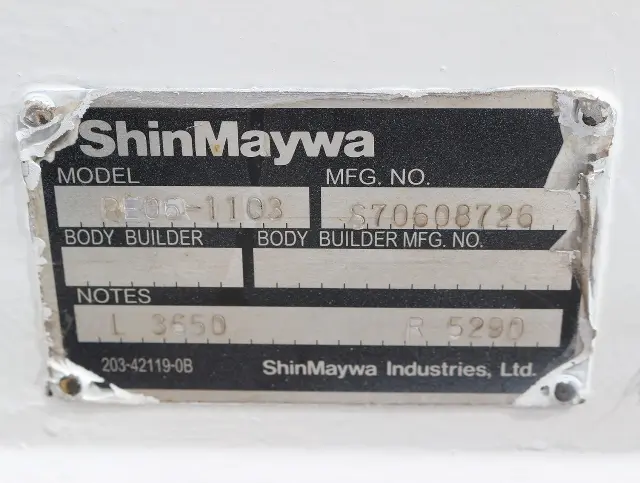 ShinMaywa
MODEL MFG. NO.
RE06-1103 S70608726
BODY BUILDER BODY BUILDER MFG. NO.
NOTES
L 3650 R 5290
203-42119-0B ShinMaywa Industries, Ltd.